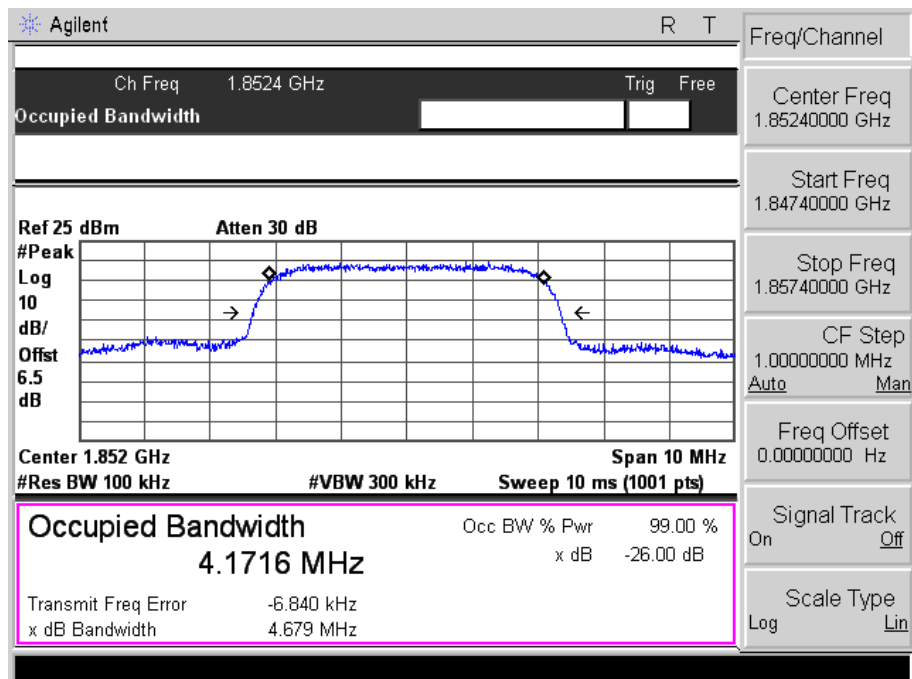 Agilent R T
Freq/Channel
Ch Freq 1.8524 GHz Trig Free
Occupied Bandwidth
Center Freq
1.85240000 GHz
Start Freq
1.84740000 GHz
Stop Freq
1.85740000 GHz
CF Step
1.00000000 MHz
Auto Man
Freq Offset
0.00000000 Hz
Signal Track
On Off
Scale Type
Log Lin
Ref 25 dBm Atten 30 dB
#Peak
Log
10
dB/
Offst
6.5
dB
Center 1.852 GHz Span 10 MHz
#Res BW 100 kHz #VBW 300 kHz Sweep 10 ms (1001 pts)
Occupied Bandwidth Occ BW % Pwr 99.00 %
4.1716 MHz x dB -26.00 dB
Transmit Freq Error -6.840 kHz
x dB Bandwidth 4.679 MHz